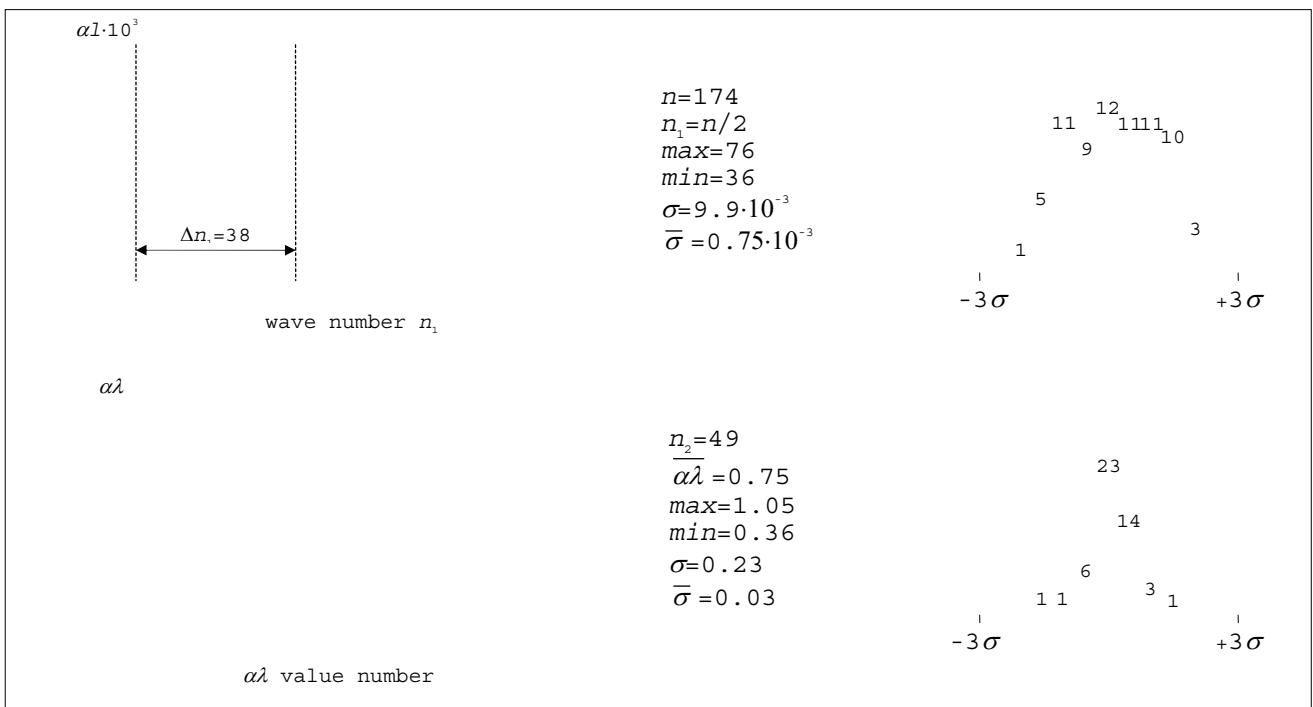 αl·10³
Δn₁=38
wave number n₁
n=174
n₁=n/2
max=76
min=36
σ=9.9·10⁻³
σ̅=0.75·10⁻³
12
11
11
11
10
9
5
3
1
-3σ
+3σ
αλ
αλ value number
n₂=49
α̅λ̅=0.75
max=1.05
min=0.36
σ=0.23
σ̅=0.03
23
14
6
3
1
1
1
-3σ
+3σ